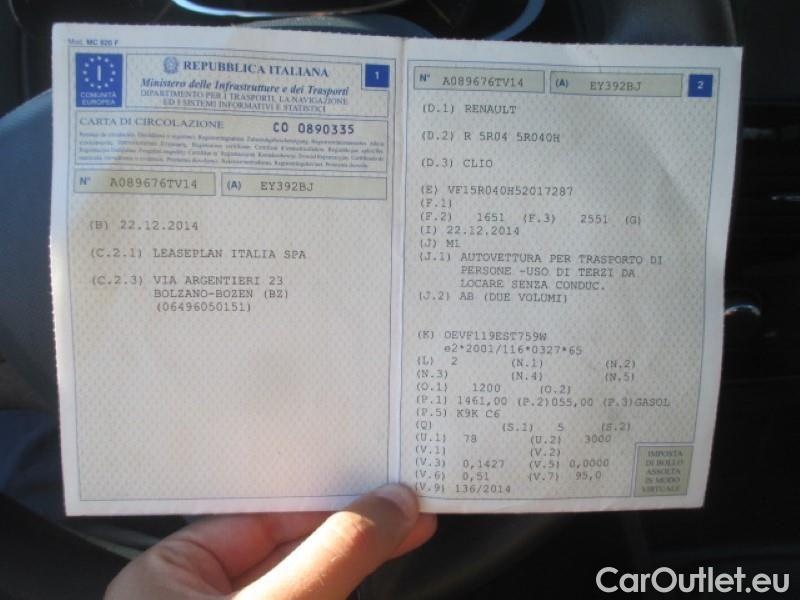 Mod. MC 820 F
I
COMUNITÀ
EUROPEA
REPUBBLICA ITALIANA
Ministero delle Infrastrutture e dei Trasporti
DIPARTIMENTO PER I TRASPORTI, LA NAVIGAZIONE
ED I SISTEMI INFORMATIVI E STATISTICI
1
CARTA DI CIRCOLAZIONE CO 0890335
N° A089676TV14 (A) EY392BJ
(B) 22.12.2014
(C.2.1) LEASEPLAN ITALIA SPA
(C.2.3) VIA ARGENTIERI 23
BOLZANO-BOZEN (BZ)
(06496050151)
N° A089676TV14 (A) EY392BJ 2
(D.1) RENAULT
(D.2) R 5R04 5R040H
(D.3) CLIO
(E) VF15R040H52017287
(F.1)
(F.2) 1651 (F.3) 2551 (G)
(I) 22.12.2014
(J) M1
(J.1) AUTOVETTURA PER TRASPORTO DI
PERSONE -USO DI TERZI DA
LOCARE SENZA CONDUC.
(J.2) AB (DUE VOLUMI)
(K) OEVF119EST759W
e2*2001/116*0327*65
(L) 2 (N.1) (N.2)
(N.3) (N.4) (N.5)
(O.1) 1200 (O.2)
(P.1) 1461,00 (P.2)055,00 (P.3)GASOL
(P.5) K9K C6
(Q) (S.1) 5 (S.2)
(U.1) 78 (U.2) 3000
(V.1) (V.2)
(V.3) 0,1427 (V.5) 0,0000
(V.6) 0,51 (V.7) 95,0
(V.9) 136/2014
IMPOSTA
DI BOLLO
ASSOLTA
IN MODO
VIRTUALE
CarOutlet.eu